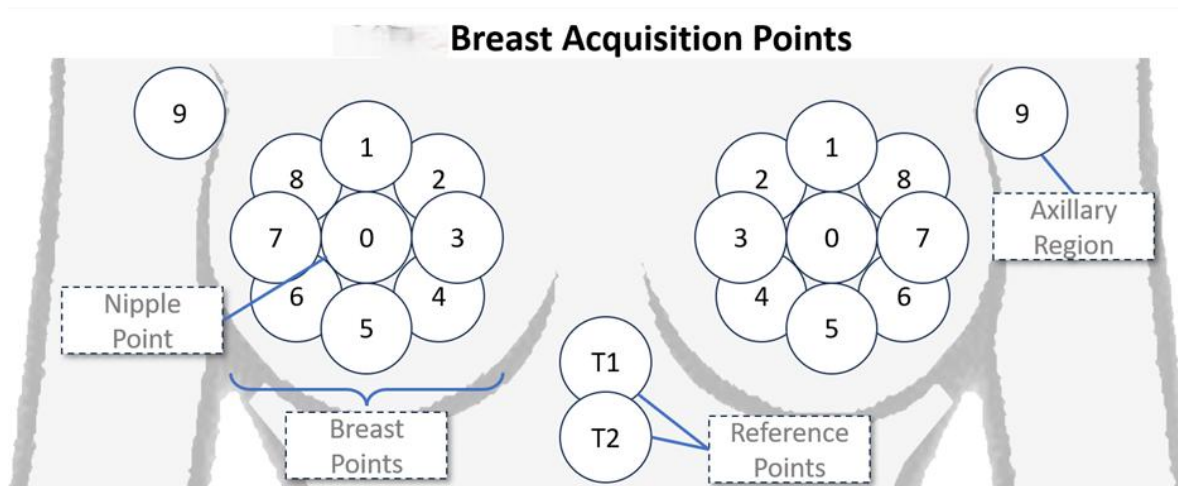 Breast Acquisition Points
9
9
1
1
8
2
2
8
7
0
3
3
0
7
Axillary
Region
6
4
4
6
Nipple
Point
5
5
T1
T2
Breast
Points
Reference
Points